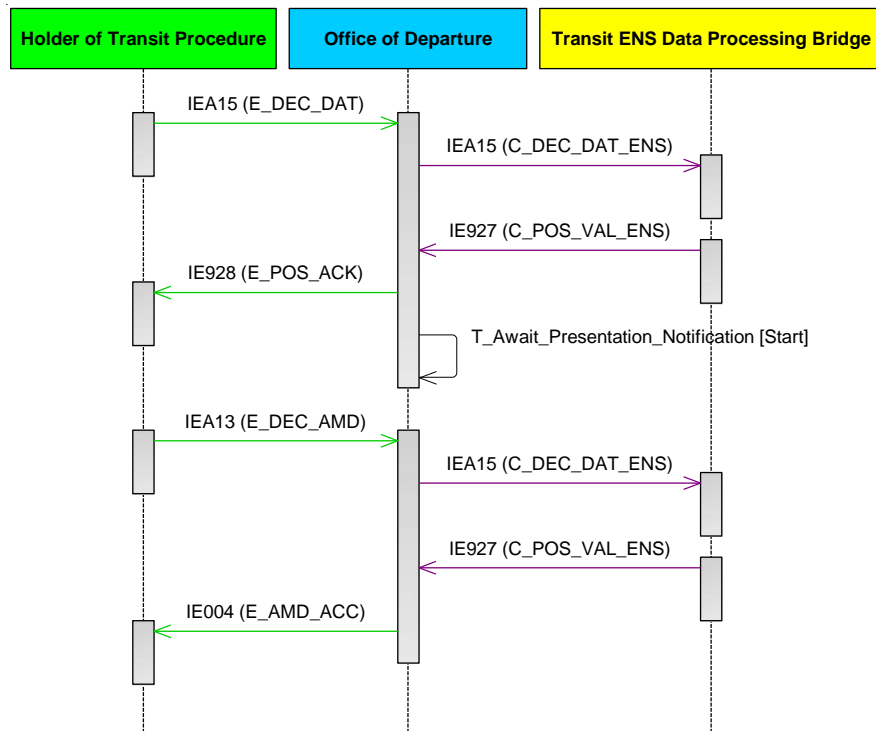 Holder of Transit Procedure
Office of Departure
Transit ENS Data Processing Bridge
IEA15 (E_DEC_DAT)
IEA15 (C_DEC_DAT_ENS)
IE927 (C_POS_VAL_ENS)
IE928 (E_POS_ACK)
T_Await_Presentation_Notification [Start]
IEA13 (E_DEC_AMD)
IEA15 (C_DEC_DAT_ENS)
IE927 (C_POS_VAL_ENS)
IE004 (E_AMD_ACC)